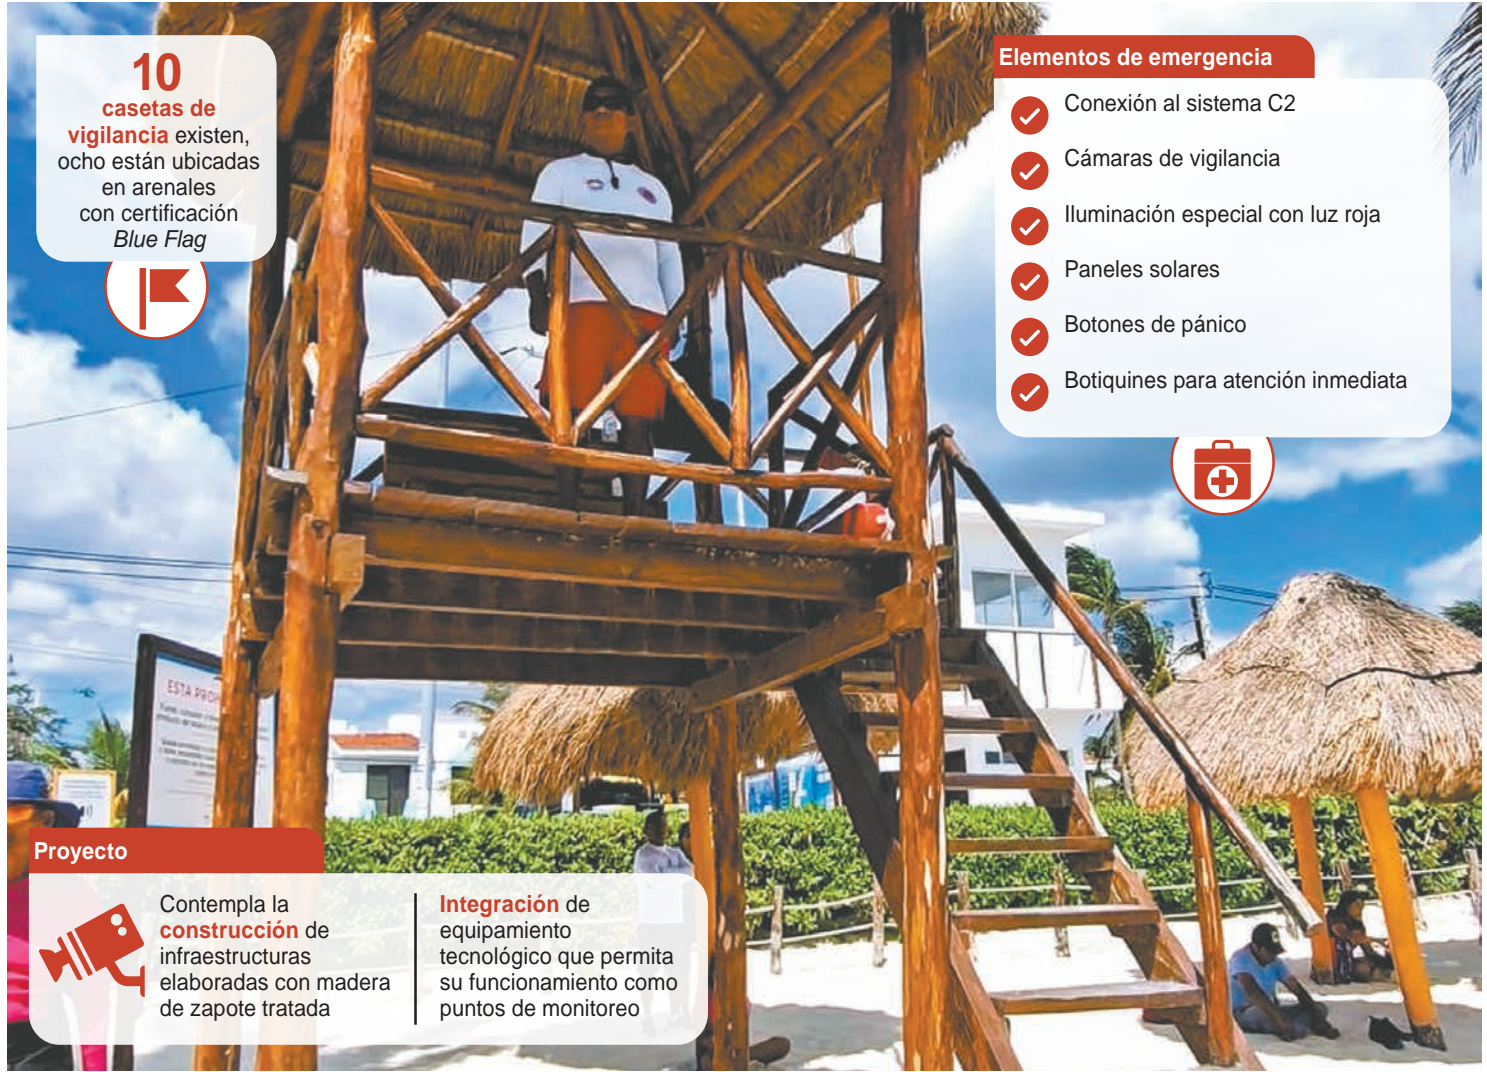 10
casetas de
vigilancia existen,
ocho están ubicadas
en arenales
con certificación
Blue Flag
Elementos de emergencia
Conexión al sistema C2
Cámaras de vigilancia
Iluminación especial con luz roja
Paneles solares
Botones de pánico
Botiquines para atención inmediata
ESTA
Proyecto
Contempla la
construcción de
infraestructuras
elaboradas con madera
de zapote tratada
Integración de
equipamiento
tecnológico que permita
su funcionamiento como
puntos de monitoreo